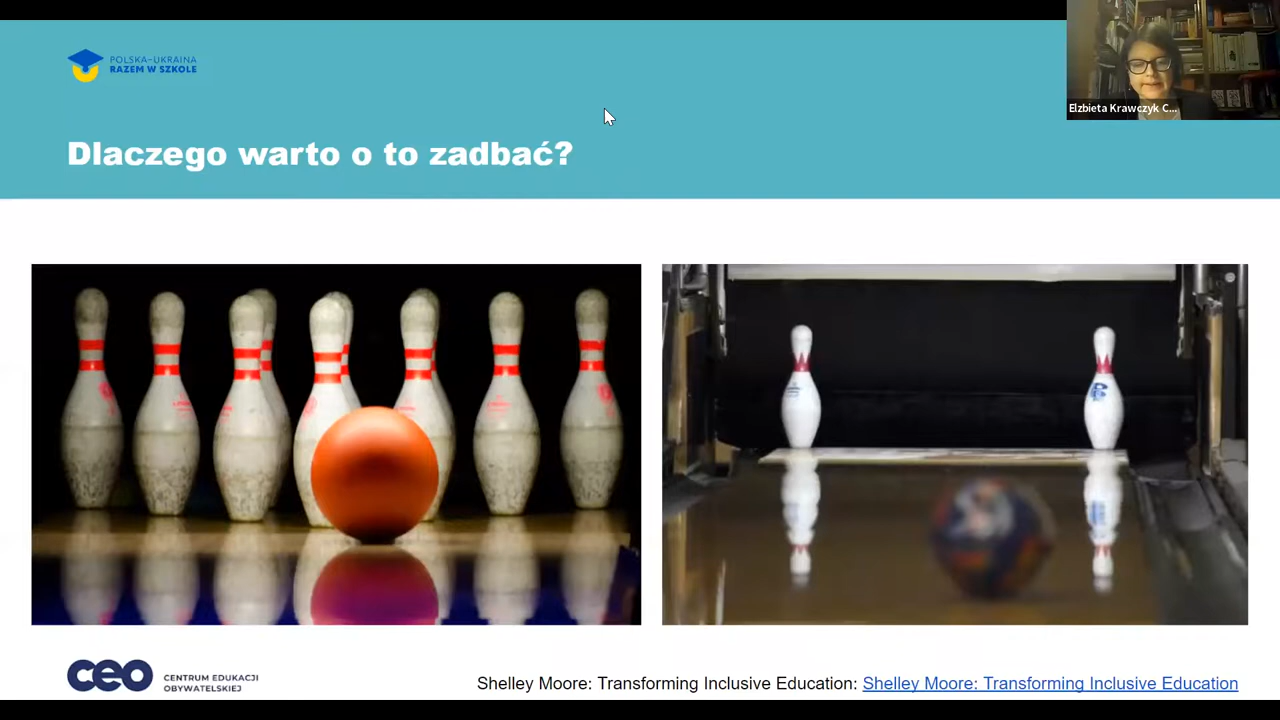 POLSKA–UKRAINA
RAZEM W SZKOLE
Elzbieta Krawczyk C...
Dlaczego warto o to zadbać?
ceo
CENTRUM EDUKACJI
OBYWATELSKIEJ
Shelley Moore: Transforming Inclusive Education: Shelley Moore: Transforming Inclusive Education